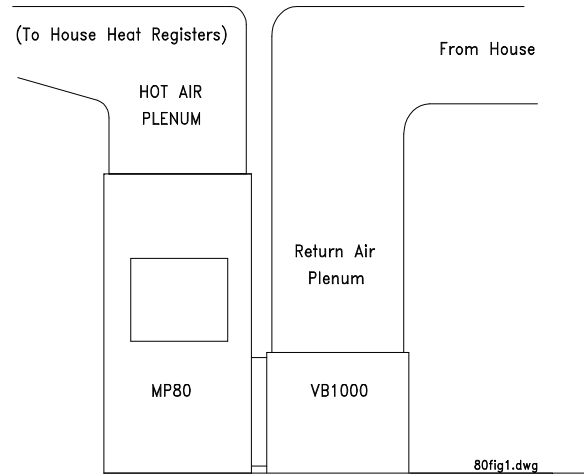 (To House Heat Registers)
From House
HOT AIR
PLENUM
Return Air
Plenum
MP80
VB1000
80fig1.dwg